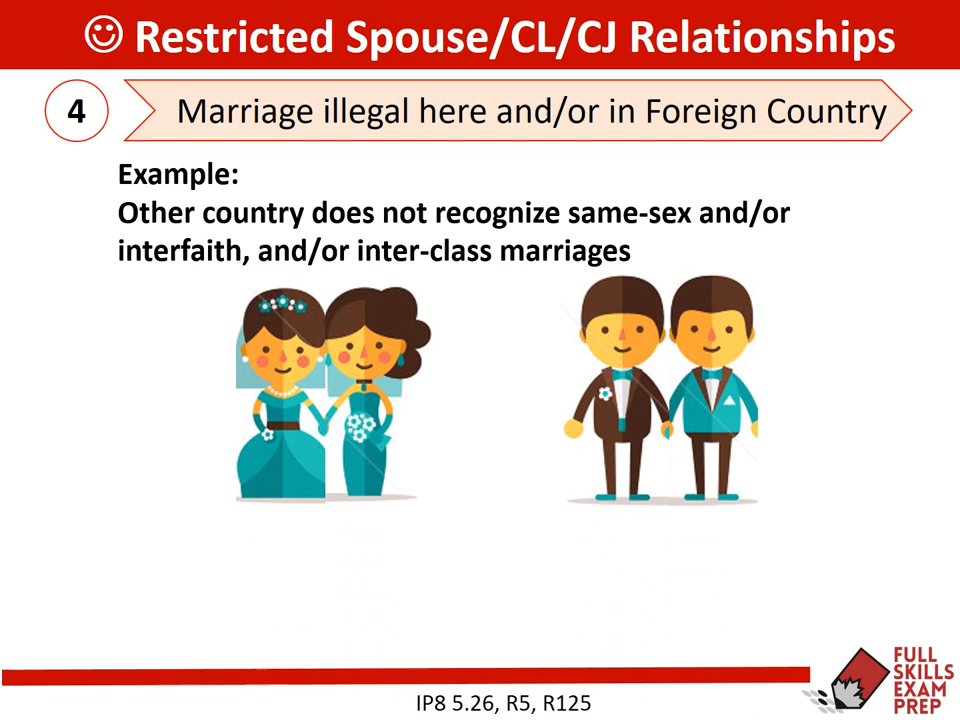 ☺ Restricted Spouse/CL/CJ Relationships
4
Marriage illegal here and/or in Foreign Country
Example:
Other country does not recognize same-sex and/or
interfaith, and/or inter-class marriages
FULL
SKILLS
EXAM
PREP
IP8 5.26, R5, R125